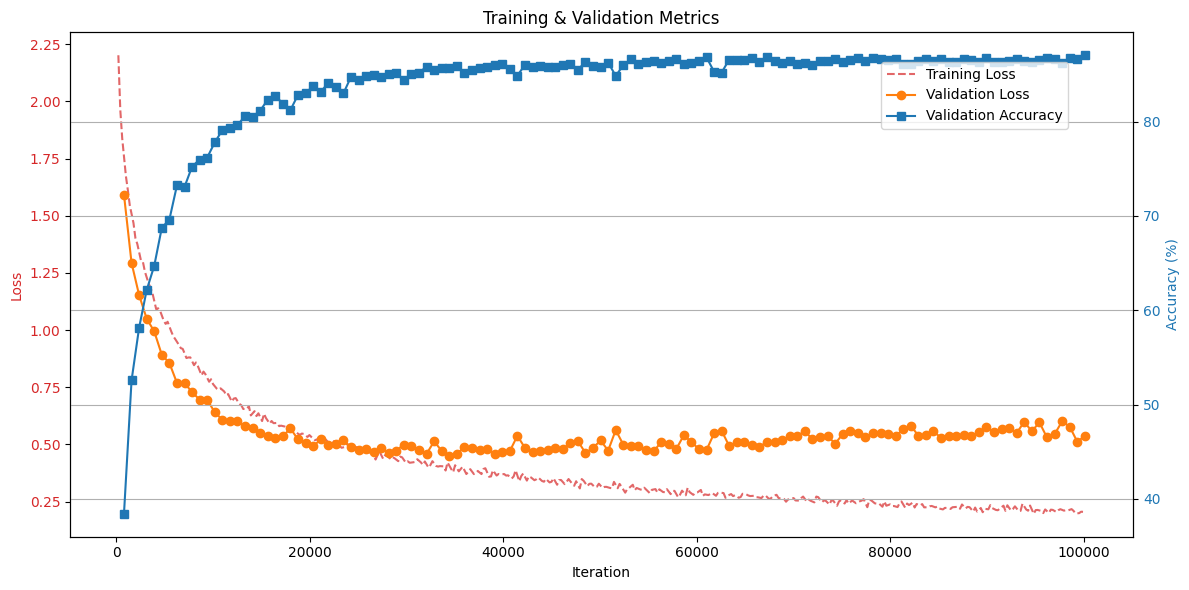 Training & Validation Metrics
2.25
2.00
1.75
1.50
1.25
1.00
0.75
0.50
0.25
Loss
Training Loss
Validation Loss
Validation Accuracy
80
70
60
50
40
Accuracy (%)
0
20000
40000
60000
80000
100000
Iteration